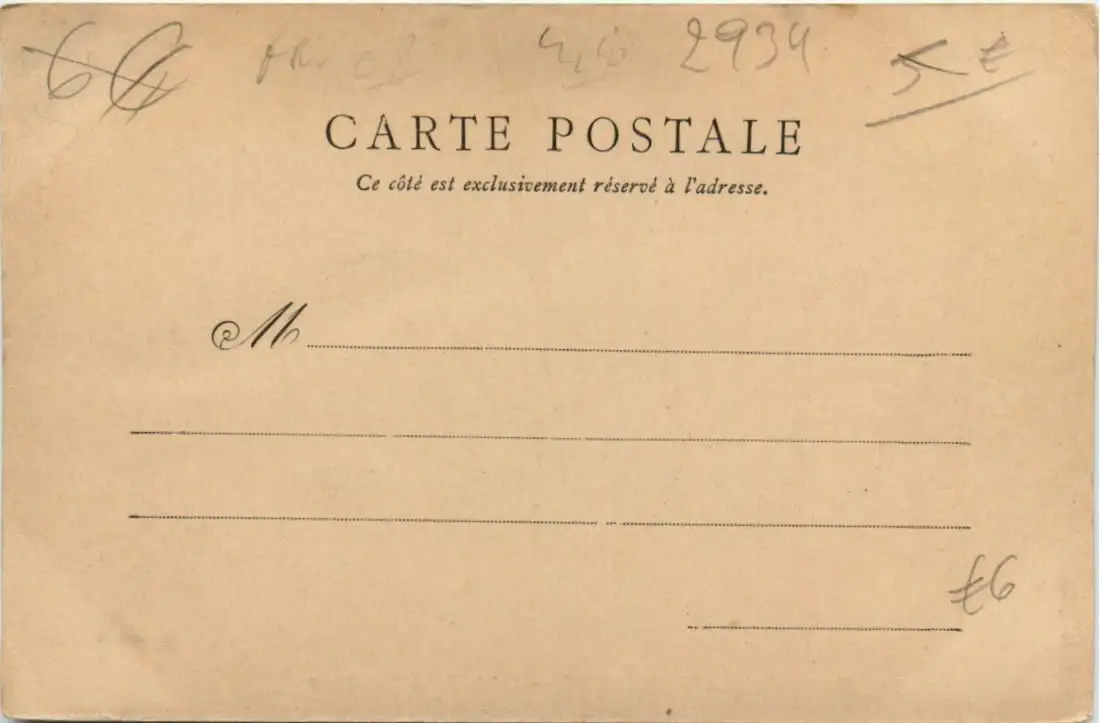 2934
5 €
CARTE POSTALE
Ce côté est exclusivement réservé à l'adresse.
M
£6